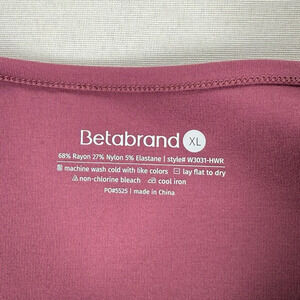 Betabrand XL
68% Rayon 27% Nylon 5% Elastane | style# W3031-HWR
machine wash cold with like colors lay flat to dry
non-chlorine bleach cool iron
PO#5525 | made in China